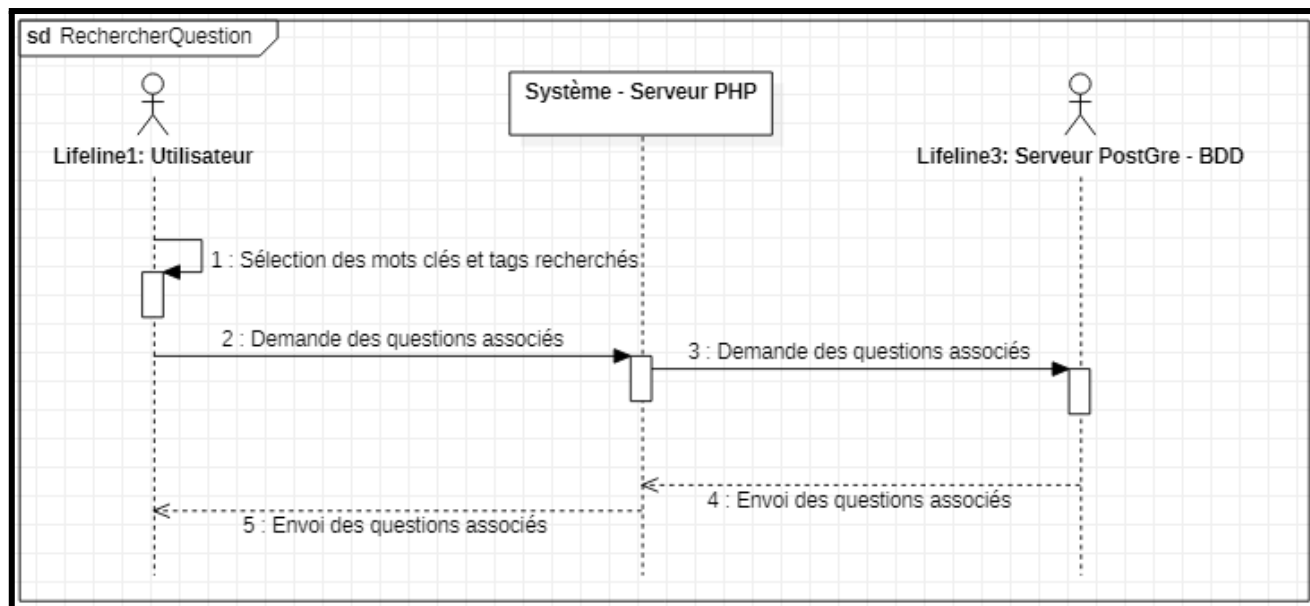 sd RechercherQuestion
Système - Serveur PHP
Lifeline1: Utilisateur
Lifeline3: Serveur PostGre - BDD
1 : Sélection des mots clés et tags recherchés
2 : Demande des questions associés
3 : Demande des questions associés
4 : Envoi des questions associés
5 : Envoi des questions associés